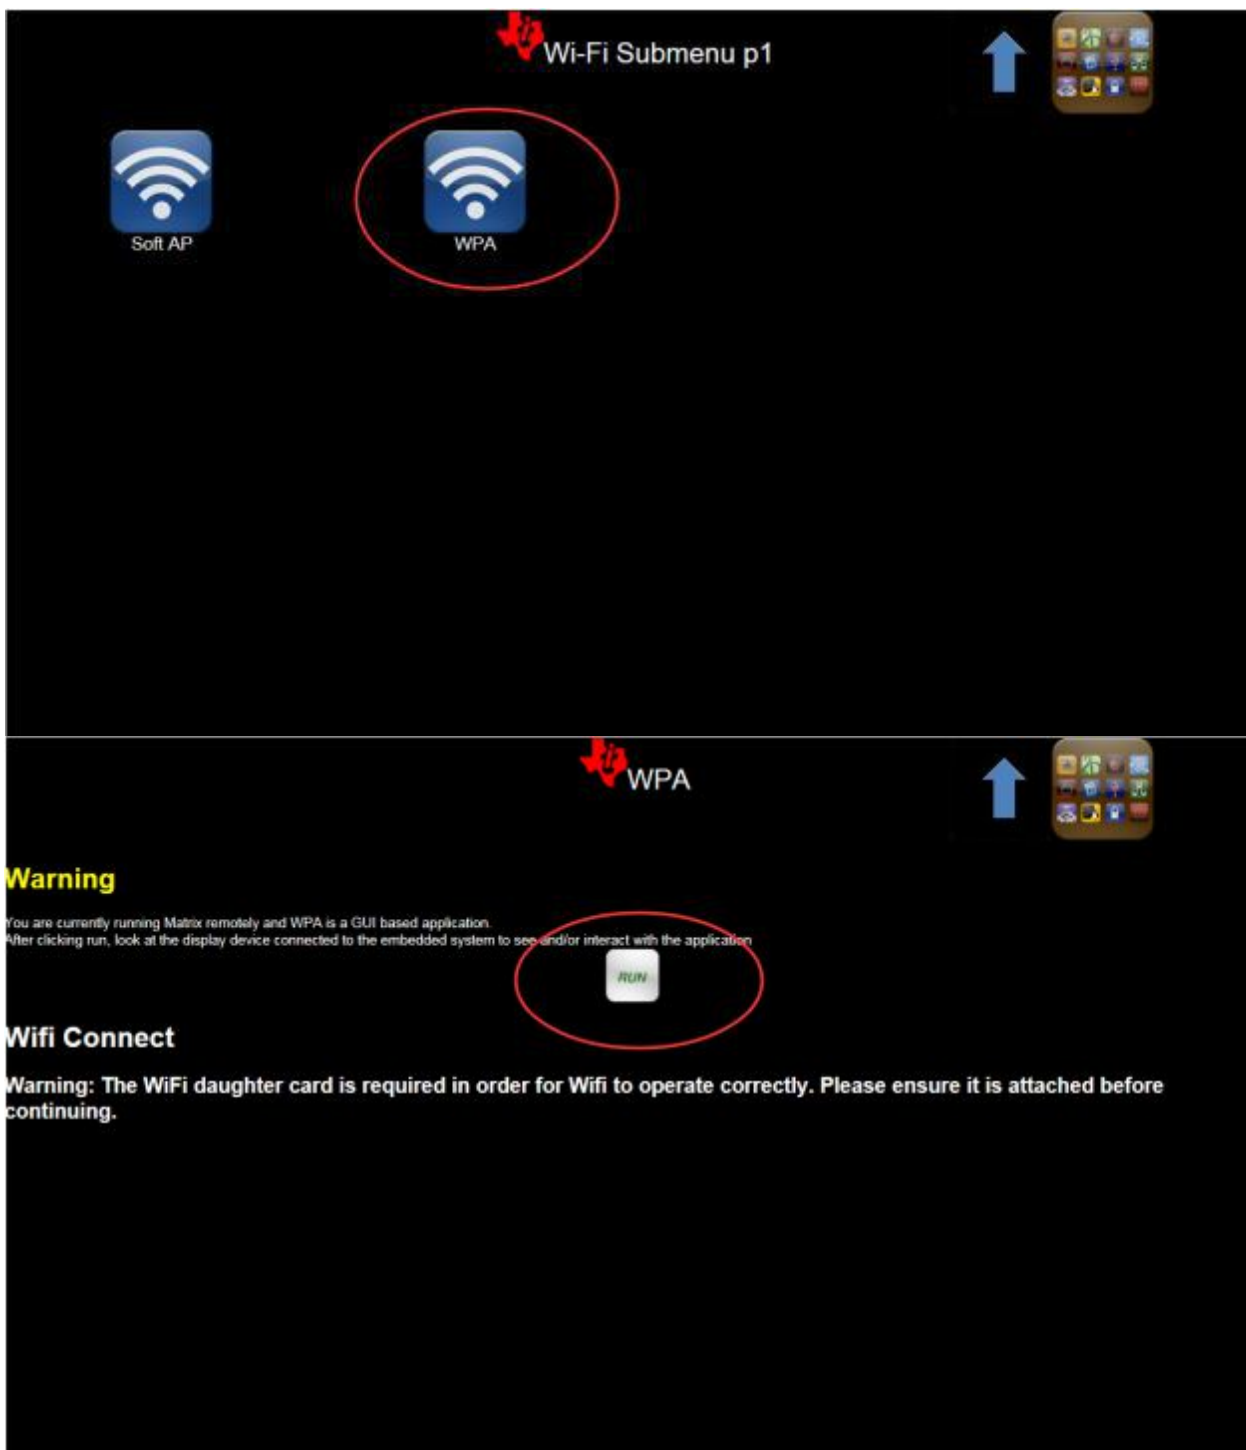 Wi-Fi Submenu p1
Soft AP
WPA
WPA
Warning
You are currently running Matrix remotely and WPA is a GUI based application.
After clicking run, look at the display device connected to the embedded system to see and/or interact with the application
RUN
Wifi Connect
Warning: The WiFi daughter card is required in order for Wifi to operate correctly. Please ensure it is attached before
continuing.